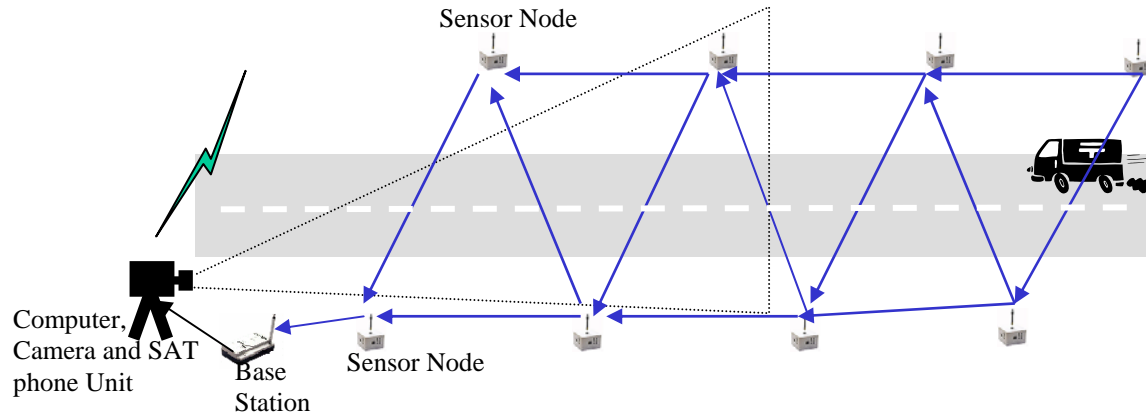 Sensor Node
Computer,
Camera and SAT
phone Unit
Base
Station
Sensor Node